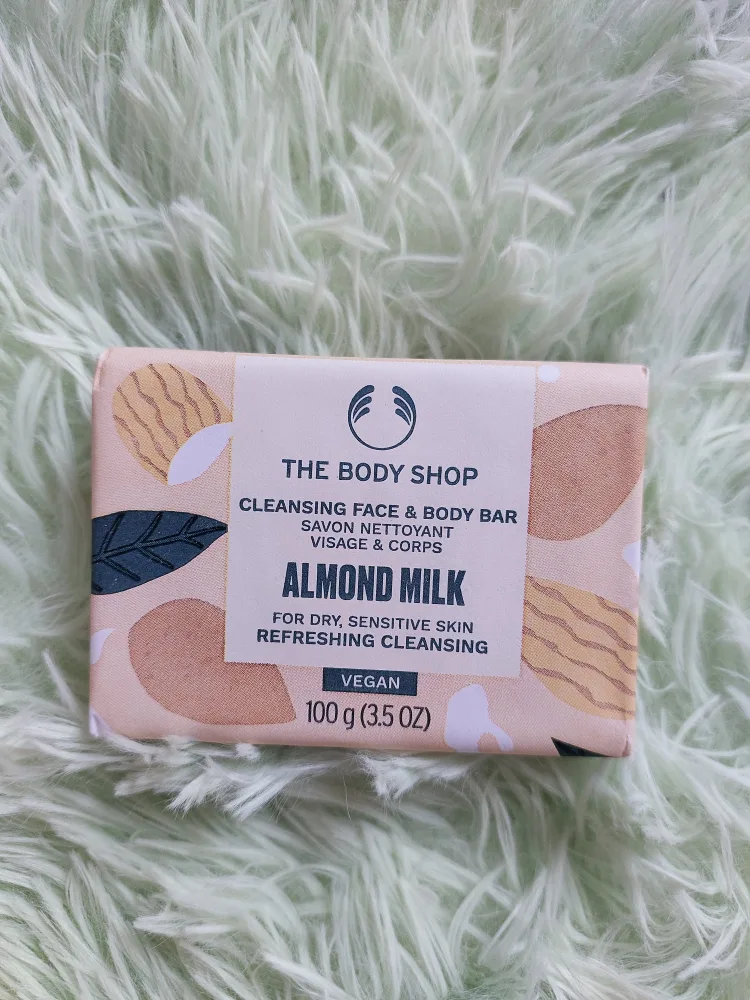 THE BODY SHOP
CLEANSING FACE & BODY BAR
SAVON NETTOYANT
VISAGE & CORPS
ALMOND MILK
FOR DRY, SENSITIVE SKIN
REFRESHING CLEANSING
VEGAN
100 g (3.5 OZ)